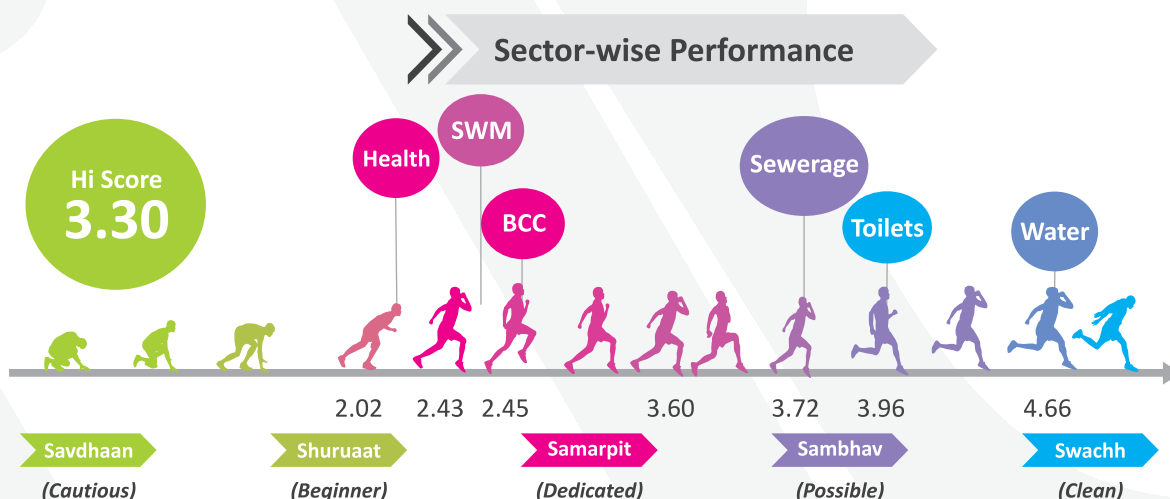 Sector-wise Performance
Hi Score
3.30
Health
SWM
BCC
Sewerage
Toilets
Water
2.02 2.43 2.45 3.60 3.72 3.96 4.66
Savdhaan Shuruaat Samarpit Sambhav Swachh
(Cautious) (Beginner) (Dedicated) (Possible) (Clean)